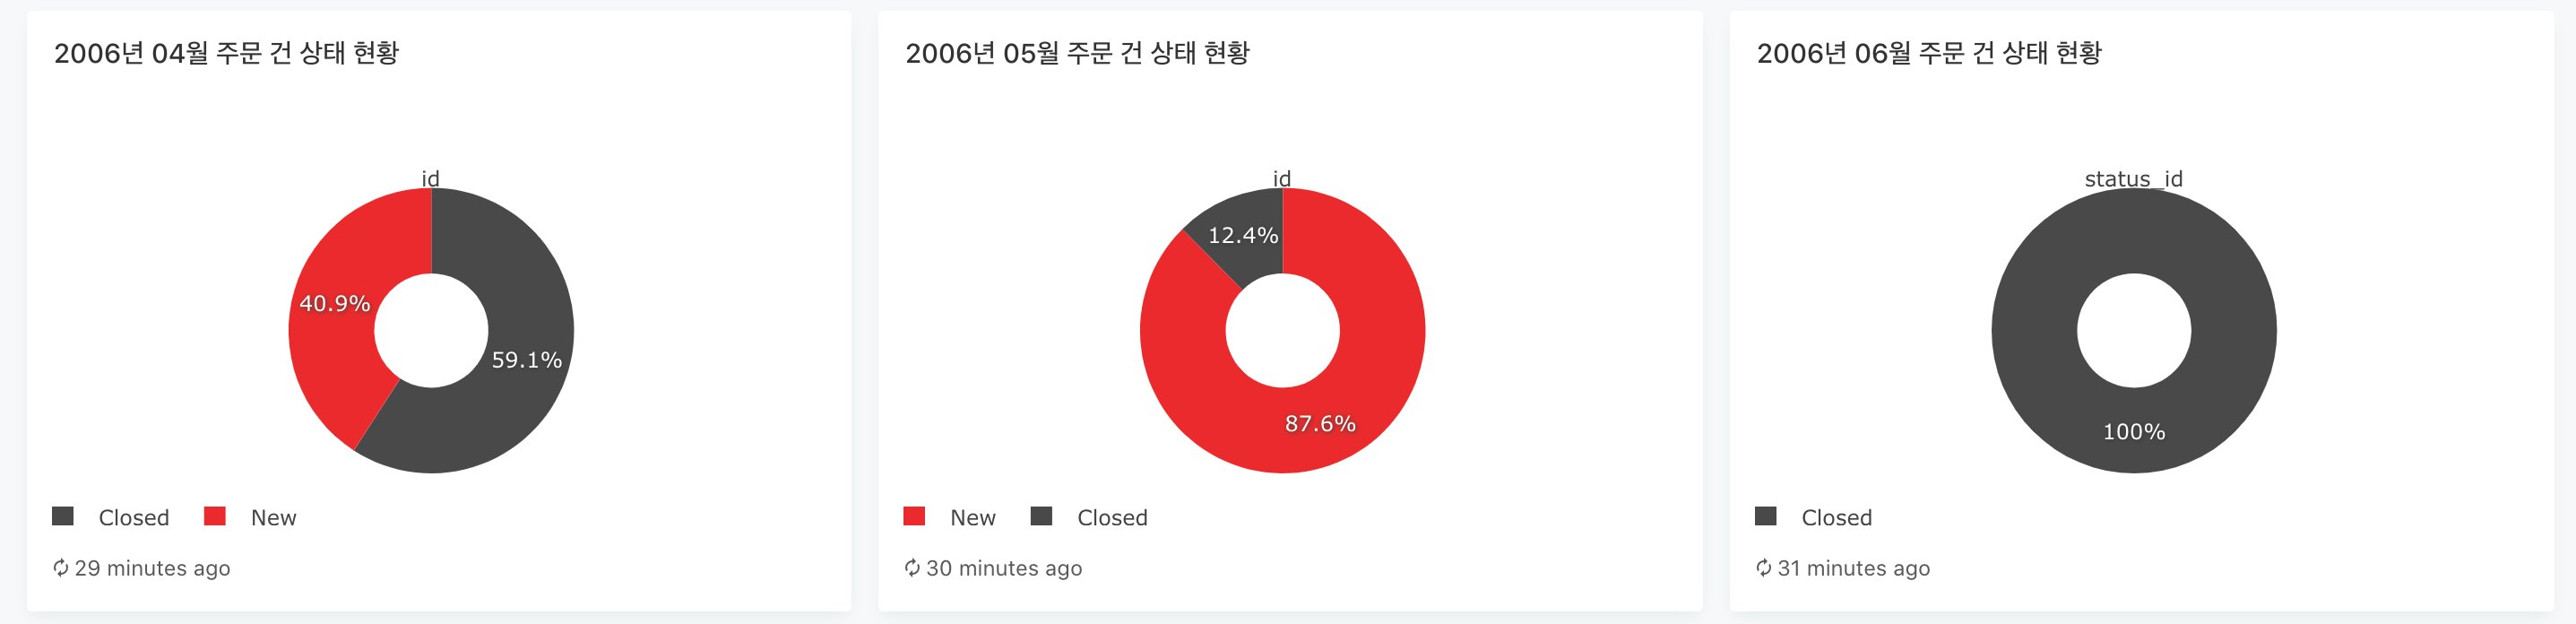 2006년 04월 주문 건 상태 현황
id
40.9%
59.1%
Closed
New
29 minutes ago
2006년 05월 주문 건 상태 현황
id
12.4%
87.6%
New
Closed
30 minutes ago
2006년 06월 주문 건 상태 현황
status_id
100%
Closed
31 minutes ago